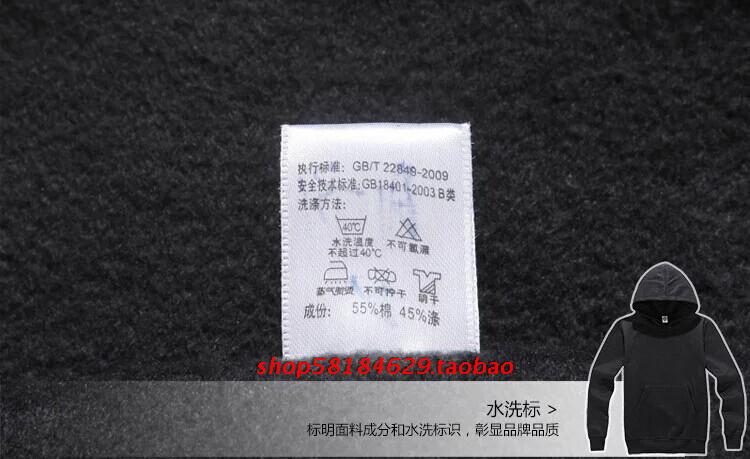 执行标准: GB/T 22849-2009
安全技术标准:GB18401-2003 B类
洗涤方法:
40℃
水洗温度
不超过40℃
不可氯漂
蒸气熨烫 不可拧干 阴干
成份: 55%棉 45%涤
shop58184629.taobao
水洗标 >
标明面料成分和水洗标识，彰显品牌品质